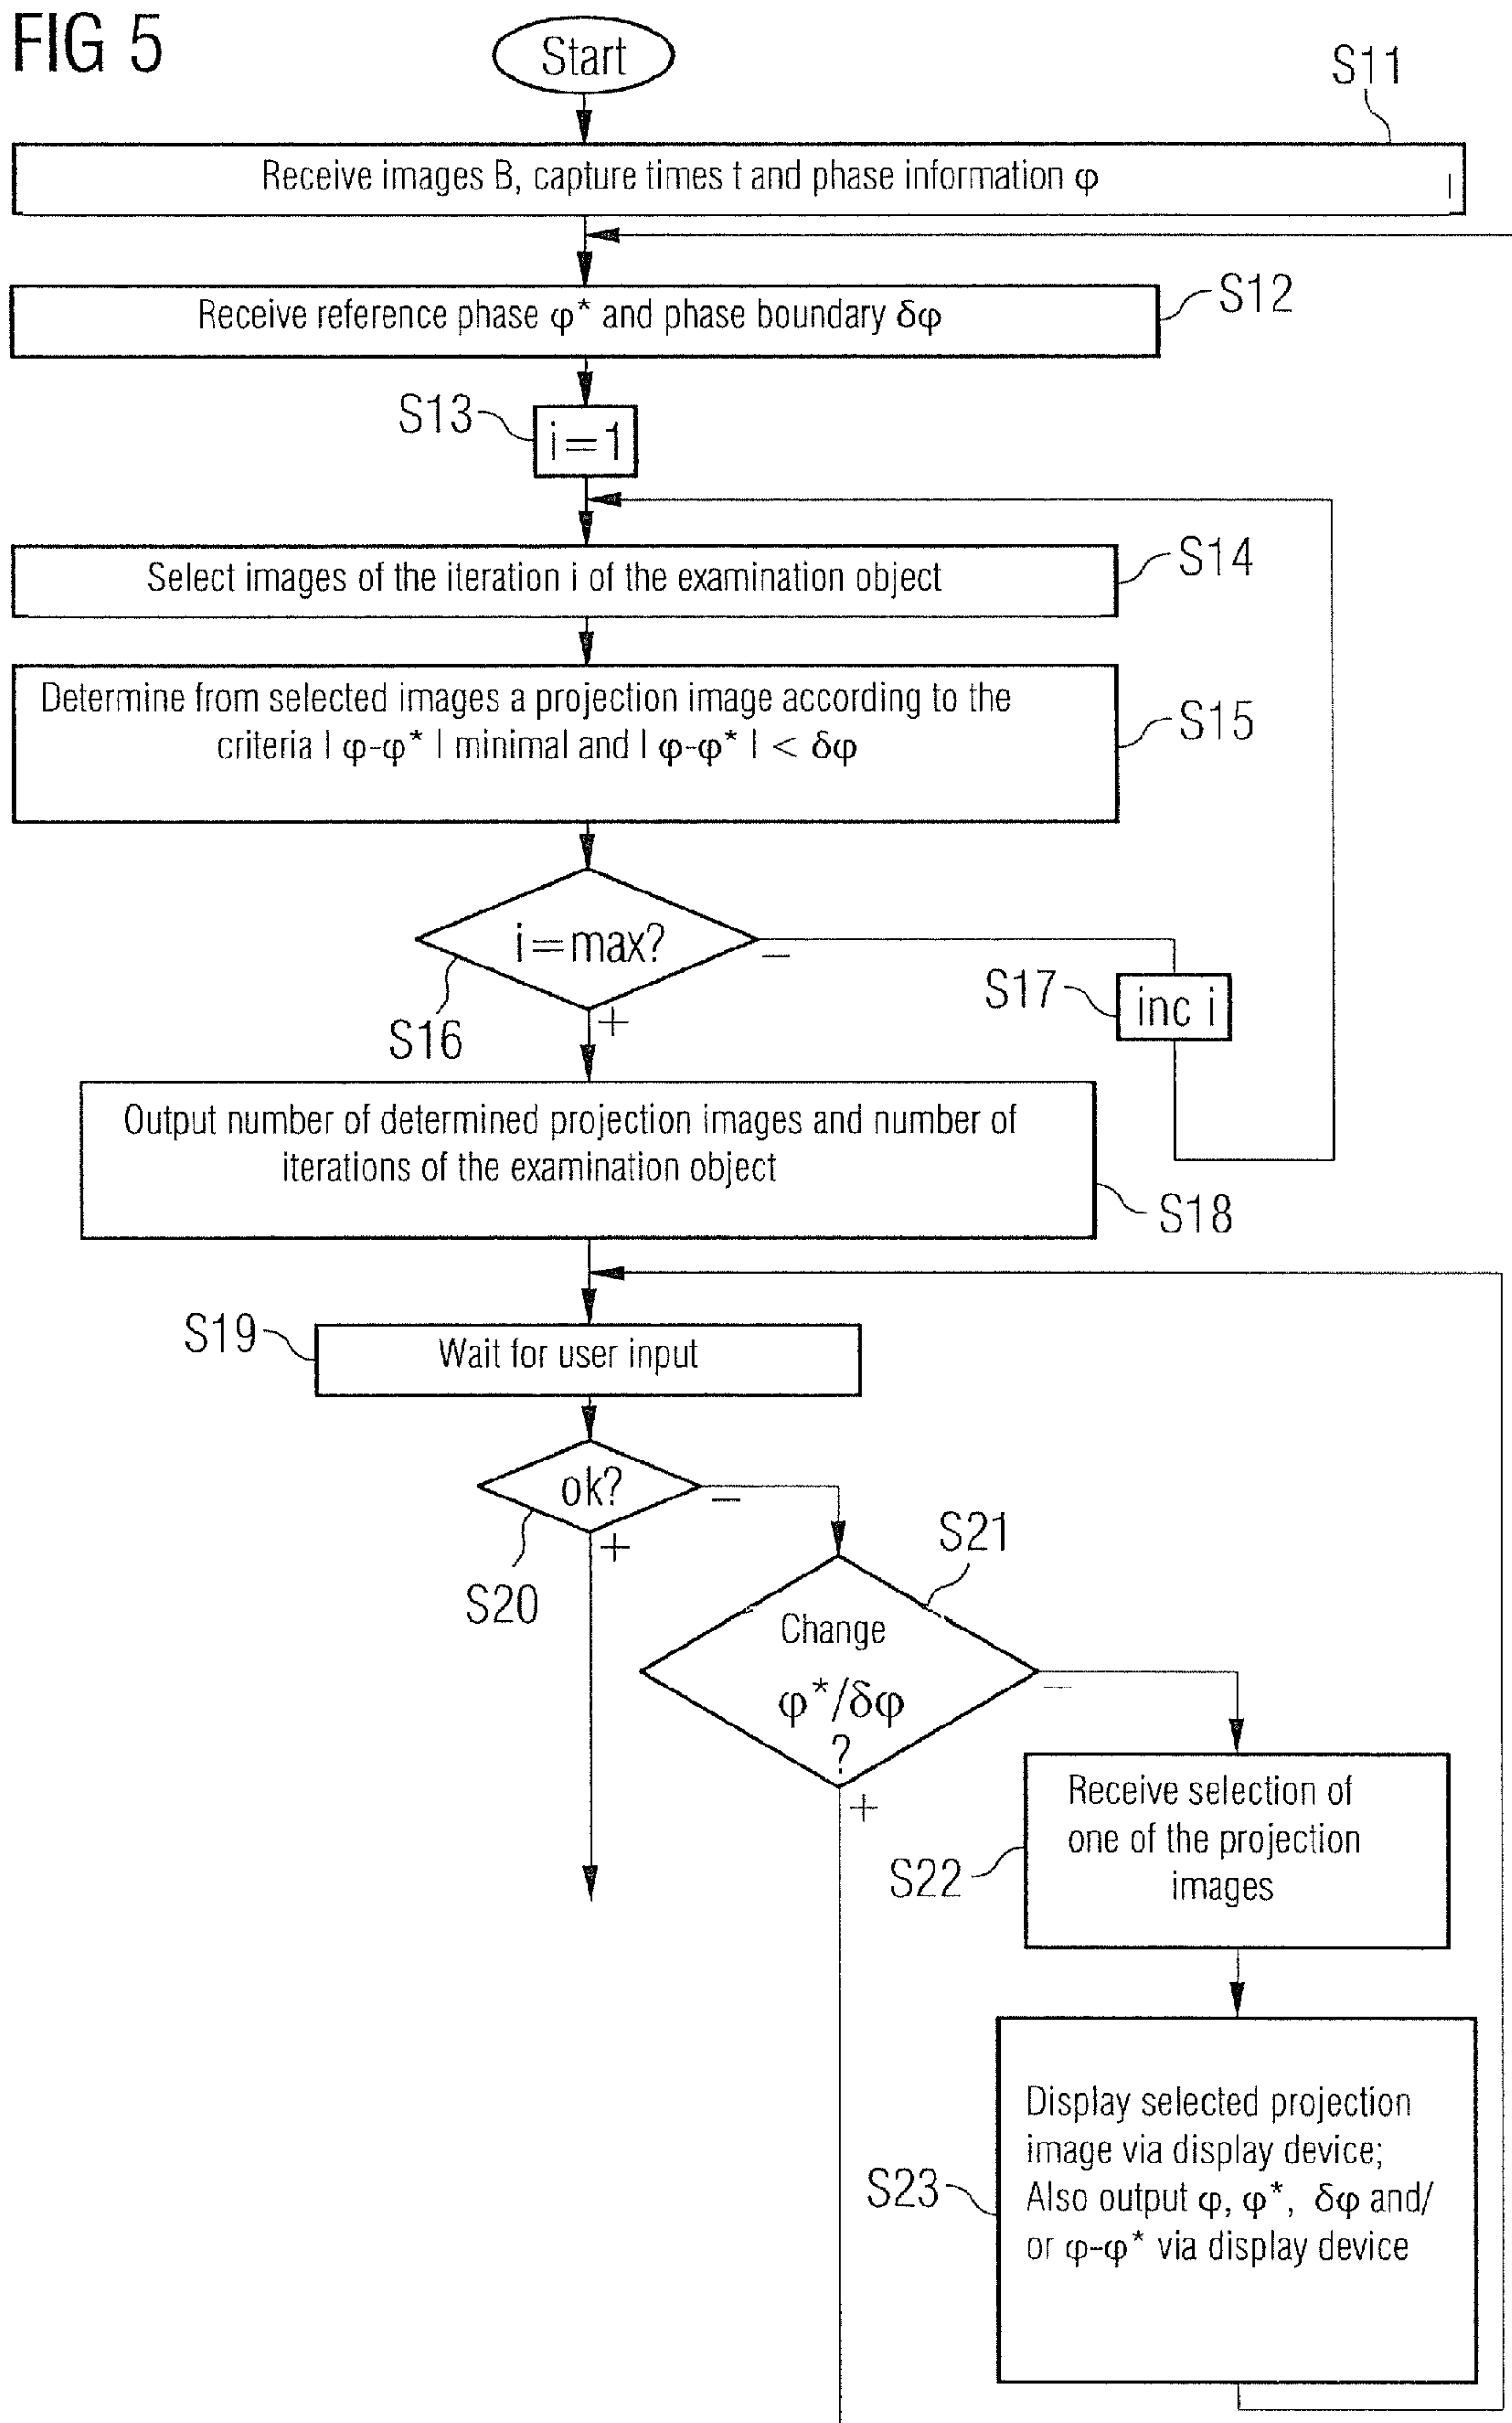 FIG 5
Start
S11
Receive images B, capture times t and phase information φ
S12
Receive reference phase φ* and phase boundary δφ
S13
i=1
S14
Select images of the iteration i of the examination object
S15
Determine from selected images a projection image according to the
criteria | φ-φ* | minimal and | φ-φ* | < δφ
i=max?
−
S16
+
S17
inc i
Output number of determined projection images and number of
iterations of the examination object
S18
S19
Wait for user input
ok?
−
S20
+
S21
Change
φ*/δφ
?
−
+
Receive selection of
one of the projection
images
S22
Display selected projection
image via display device;
Also output φ, φ*, δφ and/
or φ-φ* via display device
S23